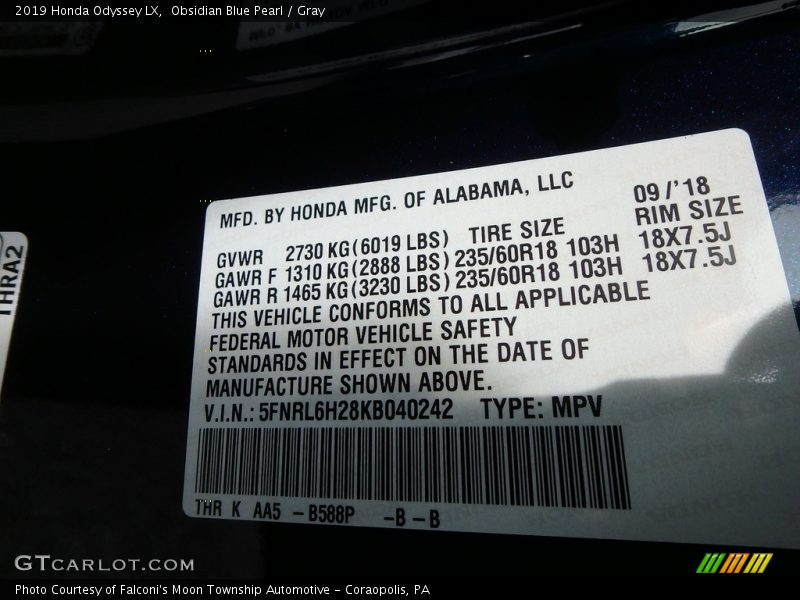 2019 Honda Odyssey LX,  Obsidian Blue Pearl / Gray
MFD. BY HONDA MFG. OF ALABAMA, LLC 09/'18
GVWR 2730 KG(6019 LBS) TIRE SIZE RIM SIZE
GAWR F 1310 KG(2888 LBS) 235/60R18 103H 18X7.5J
GAWR R 1465 KG(3230 LBS) 235/60R18 103H 18X7.5J
THIS VEHICLE CONFORMS TO ALL APPLICABLE
FEDERAL MOTOR VEHICLE SAFETY
STANDARDS IN EFFECT ON THE DATE OF
MANUFACTURE SHOWN ABOVE.
V.I.N.: 5FNRL6H28KB040242 TYPE: MPV
THR K AA5 - B588P - B - B
THRA2
GTCARLOT.COM
Photo Courtesy of Falconi's Moon Township Automotive - Coraopolis, PA